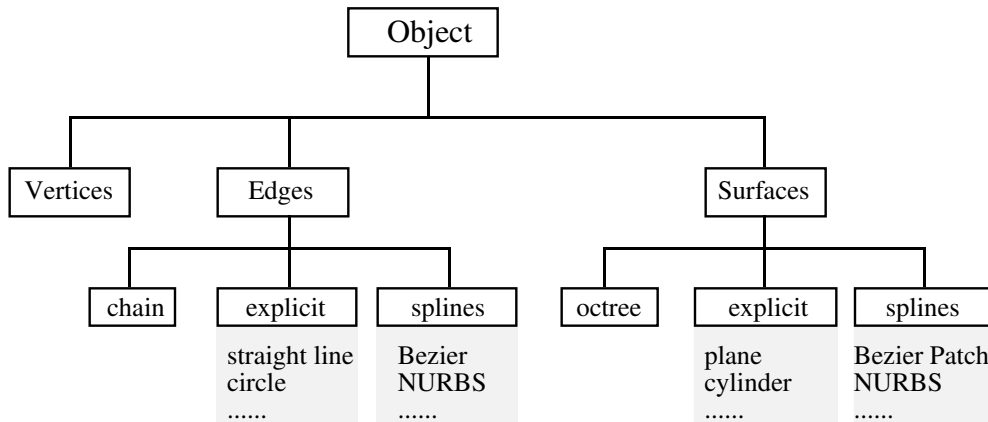 Object
Vertices
Edges
Surfaces
chain
explicit
splines
octree
explicit
splines
straight line
circle
......
Bezier
NURBS
......
plane
cylinder
......
Bezier Patch
NURBS
......